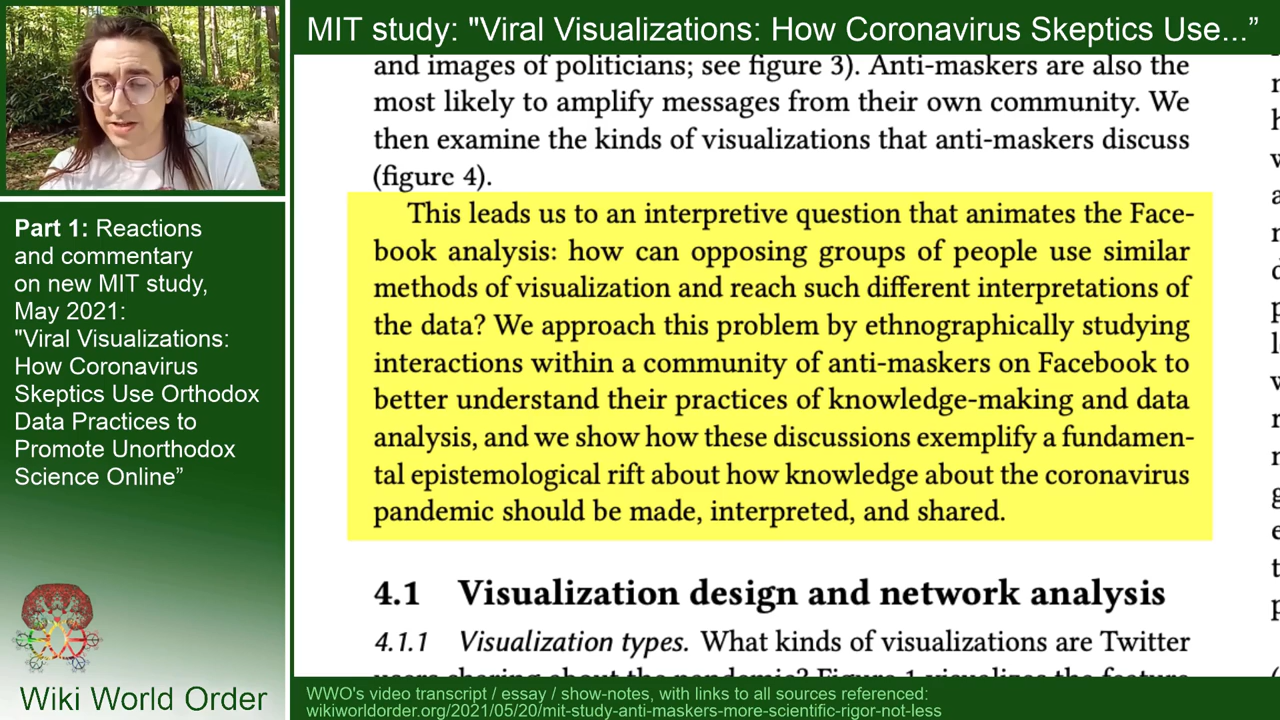 MIT study: "Viral Visualizations: How Coronavirus Skeptics Use..."
and images of politicians; see figure 3). Anti-maskers are also the
most likely to amplify messages from their own community. We
then examine the kinds of visualizations that anti-maskers discuss
(figure 4).
This leads us to an interpretive question that animates the Face-
book analysis: how can opposing groups of people use similar
methods of visualization and reach such different interpretations of
the data? We approach this problem by ethnographically studying
interactions within a community of anti-maskers on Facebook to
better understand their practices of knowledge-making and data
analysis, and we show how these discussions exemplify a fundamen-
tal epistemological rift about how knowledge about the coronavirus
pandemic should be made, interpreted, and shared.
4.1 Visualization design and network analysis
4.1.1 Visualization types. What kinds of visualizations are Twitter
users sharing about the pandemic? Figure 1 visualizes the feature
Part 1: Reactions
and commentary
on new MIT study,
May 2021:
"Viral Visualizations:
How Coronavirus
Skeptics Use Orthodox
Data Practices to
Promote Unorthodox
Science Online”
Wiki World Order
WWO's video transcript / essay / show-notes, with links to all sources referenced:
wikiworldorder.org/2021/05/20/mit-study-anti-maskers-more-scientific-rigor-not-less